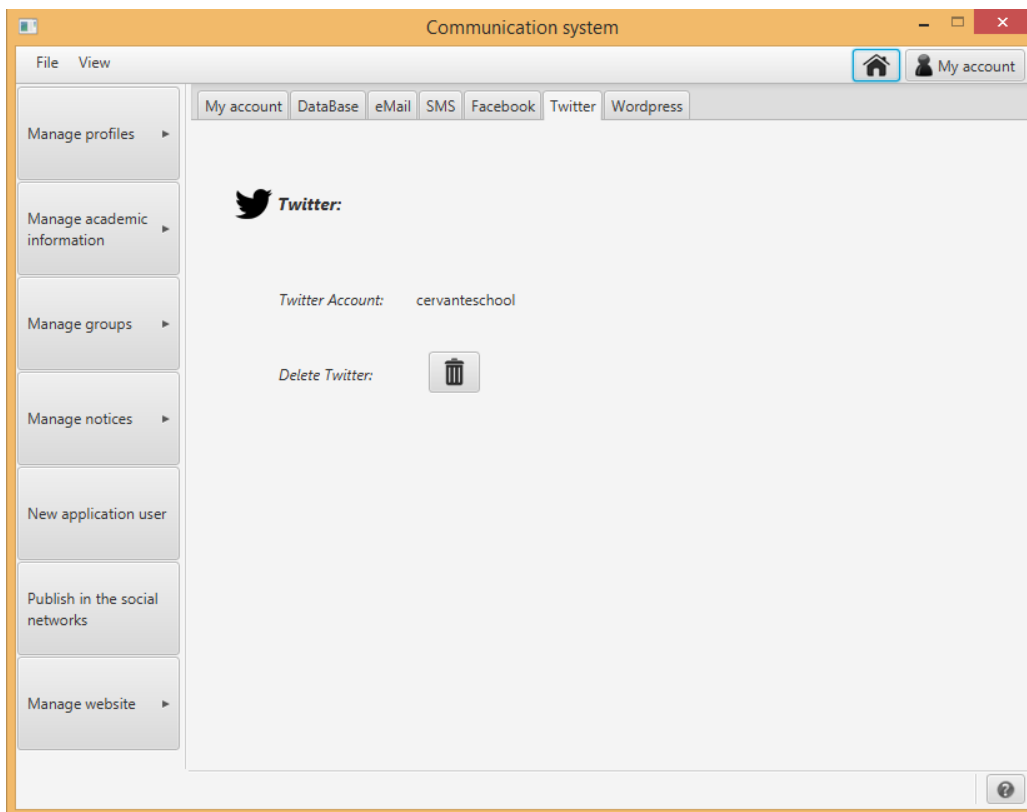 Communication system
File View
My account
My account DataBase eMail SMS Facebook Twitter Wordpress
Manage profiles
Manage academic
information
Manage groups
Manage notices
New application user
Publish in the social
networks
Manage website
Twitter:
Twitter Account: cervanteschool
Delete Twitter: